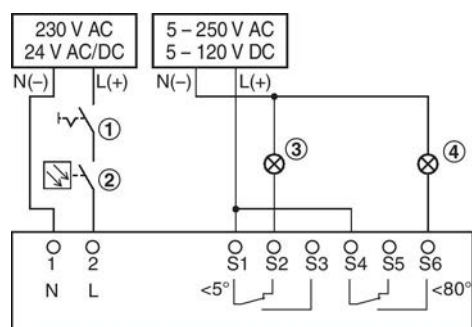 230 V AC
24 V AC/DC
5 – 250 V AC
5 – 120 V DC
N(–) L(+)
N(–) L(+)
1
2
3
4
1 2 S1 S2 S3 S4 S5 S6
N L <5° <80°